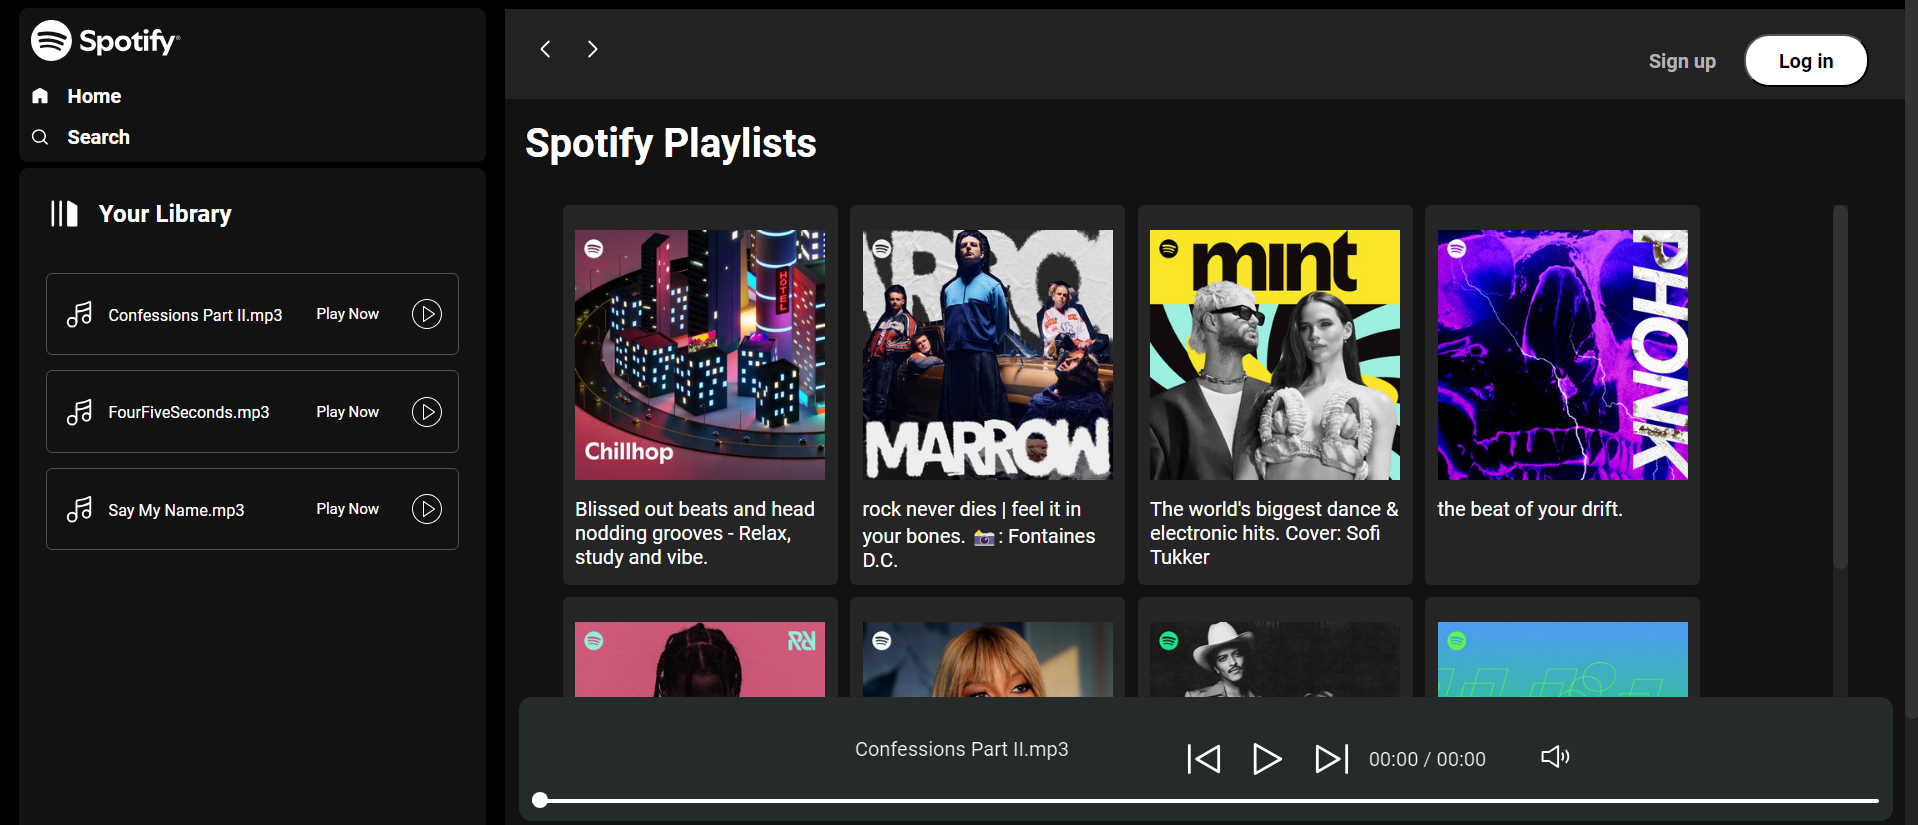 Spotify
Home
Search
Your Library
Confessions Part II.mp3 Play Now
FourFiveSeconds.mp3 Play Now
Say My Name.mp3 Play Now
Sign up Log in
Spotify Playlists
HOTEL
Chillhop
Blissed out beats and head
nodding grooves - Relax,
study and vibe.
ROC
MARROW
rock never dies | feel it in
your bones. 📸 : Fontaines
D.C.
mint
The world's biggest dance &
electronic hits. Cover: Sofi
Tukker
PHONK
the beat of your drift.
Confessions Part II.mp3
00:00 / 00:00